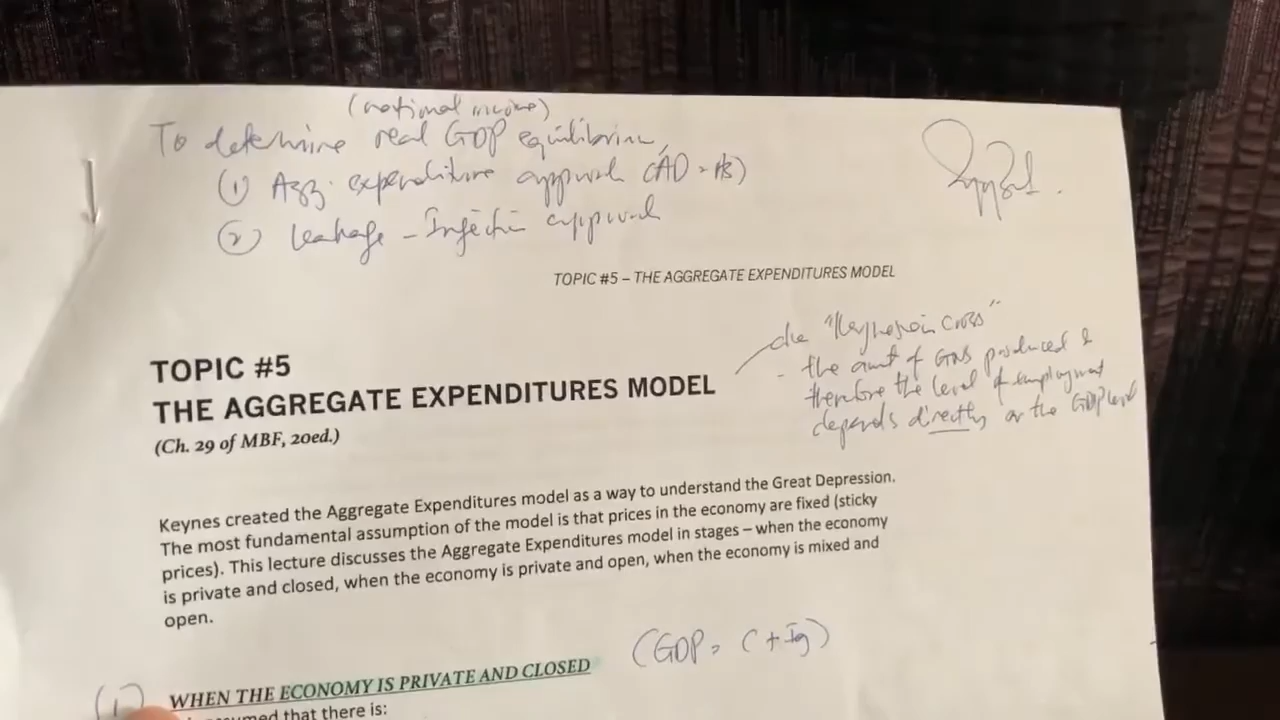 (national income)
To determine real GDP equilibrium,
(1) Agg. expenditure approach (AD = AS)
(2) Leakage - Injection approach
TOPIC #5 – THE AGGREGATE EXPENDITURES MODEL
"Keynesian Cross"
- the amt of G&S produced &
therefore the level of employment
depends directly on the GDP level
TOPIC #5
THE AGGREGATE EXPENDITURES MODEL
(Ch. 29 of MBF, 20ed.)
Keynes created the Aggregate Expenditures model as a way to understand the Great Depression.
The most fundamental assumption of the model is that prices in the economy are fixed (sticky
prices). This lecture discusses the Aggregate Expenditures model in stages – when the economy
is private and closed, when the economy is private and open, when the economy is mixed and
open.
(GDP = C + Ig)
(1) WHEN THE ECONOMY IS PRIVATE AND CLOSED
that there is: